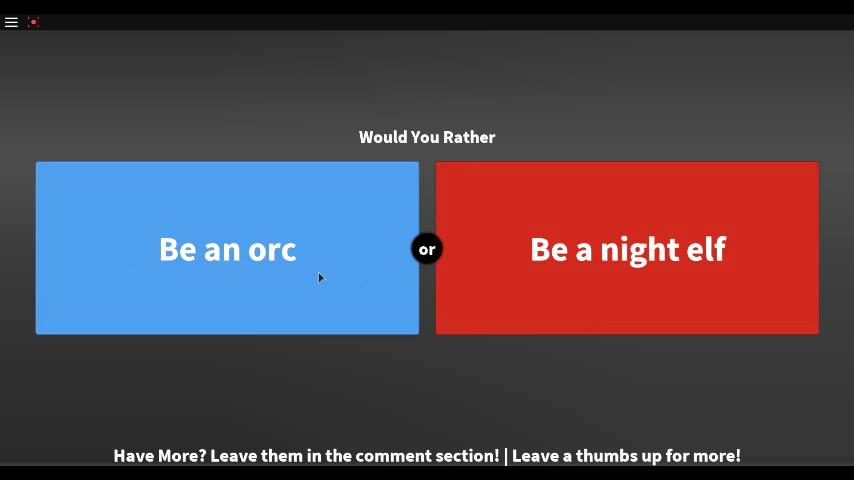 Would You Rather
Be an orc
or
Be a night elf
Have More? Leave them in the comment section! | Leave a thumbs up for more!